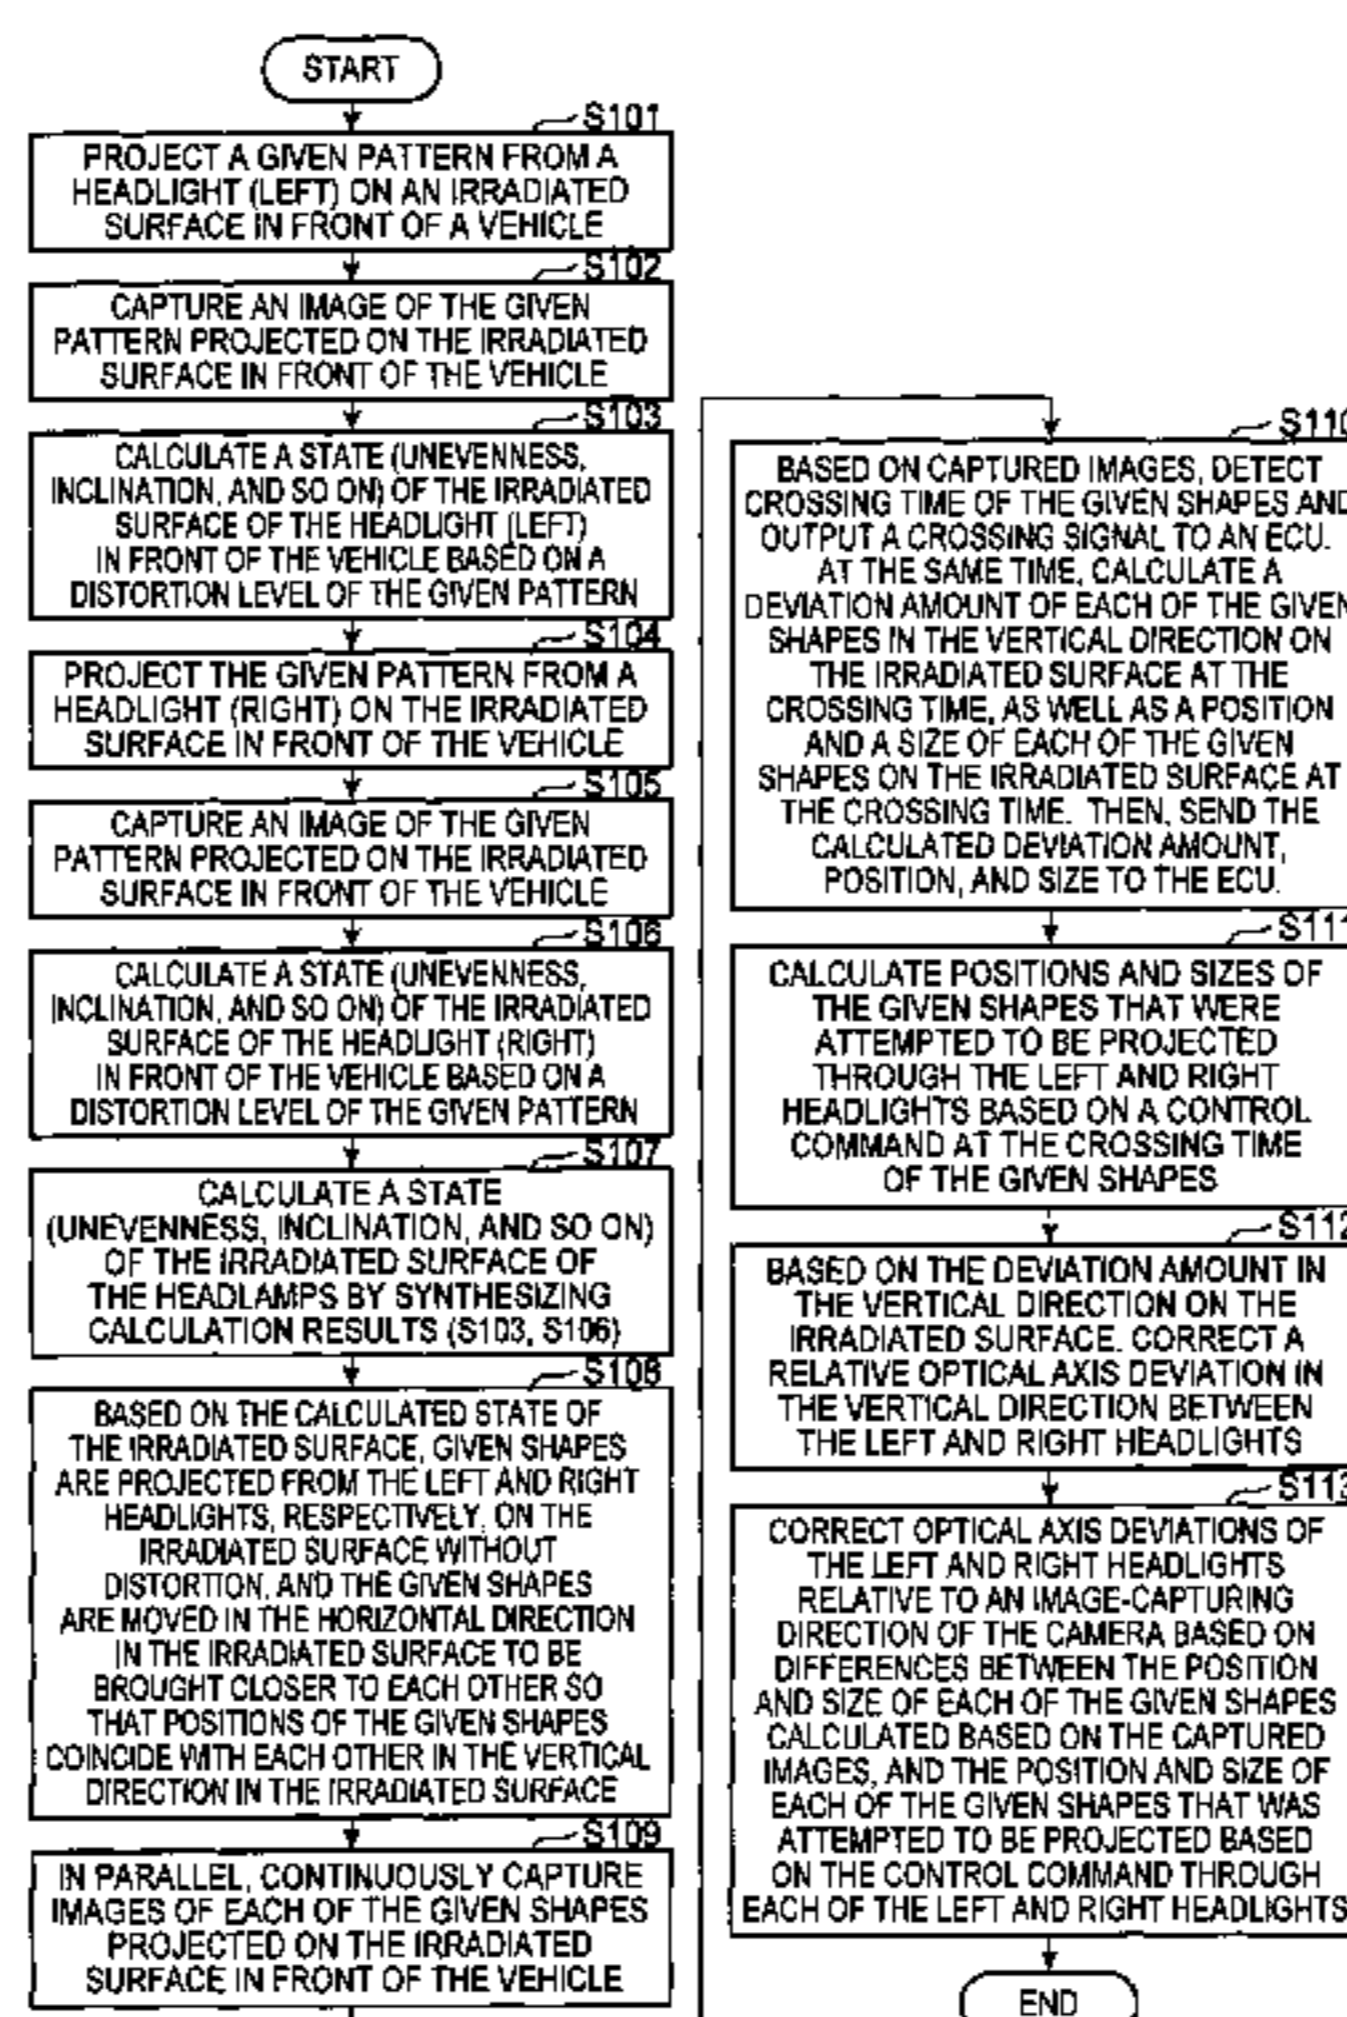 START
S101
PROJECT A GIVEN PATTERN FROM A
HEADLIGHT (LEFT) ON AN IRRADIATED
SURFACE IN FRONT OF A VEHICLE
S102
CAPTURE AN IMAGE OF THE GIVEN
PATTERN PROJECTED ON THE IRRADIATED
SURFACE IN FRONT OF THE VEHICLE
S103
CALCULATE A STATE (UNEVENNESS,
INCLINATION, AND SO ON) OF THE IRRADIATED
SURFACE OF THE HEADLIGHT (LEFT)
IN FRONT OF THE VEHICLE BASED ON A
DISTORTION LEVEL OF THE GIVEN PATTERN
S104
PROJECT THE GIVEN PATTERN FROM A
HEADLIGHT (RIGHT) ON THE IRRADIATED
SURFACE IN FRONT OF THE VEHICLE
S105
CAPTURE AN IMAGE OF THE GIVEN
PATTERN PROJECTED ON THE IRRADIATED
SURFACE IN FRONT OF THE VEHICLE
S106
CALCULATE A STATE (UNEVENNESS,
INCLINATION, AND SO ON) OF THE IRRADIATED
SURFACE OF THE HEADLIGHT (RIGHT)
IN FRONT OF THE VEHICLE BASED ON A
DISTORTION LEVEL OF THE GIVEN PATTERN
S107
CALCULATE A STATE
(UNEVENNESS, INCLINATION, AND SO ON)
OF THE IRRADIATED SURFACE OF
THE HEADLAMPS BY SYNTHESIZING
CALCULATION RESULTS (S103, S106)
S108
BASED ON THE CALCULATED STATE OF
THE IRRADIATED SURFACE, GIVEN SHAPES
ARE PROJECTED FROM THE LEFT AND RIGHT
HEADLIGHTS, RESPECTIVELY, ON THE
IRRADIATED SURFACE WITHOUT
DISTORTION, AND THE GIVEN SHAPES
ARE MOVED IN THE HORIZONTAL DIRECTION
IN THE IRRADIATED SURFACE TO BE
BROUGHT CLOSER TO EACH OTHER SO
THAT POSITIONS OF THE GIVEN SHAPES
COINCIDE WITH EACH OTHER IN THE VERTICAL
DIRECTION IN THE IRRADIATED SURFACE
S109
IN PARALLEL, CONTINUOUSLY CAPTURE
IMAGES OF EACH OF THE GIVEN SHAPES
PROJECTED ON THE IRRADIATED
SURFACE IN FRONT OF THE VEHICLE
S110
BASED ON CAPTURED IMAGES, DETECT
CROSSING TIME OF THE GIVEN SHAPES AND
OUTPUT A CROSSING SIGNAL TO AN ECU.
AT THE SAME TIME, CALCULATE A
DEVIATION AMOUNT OF EACH OF THE GIVEN
SHAPES IN THE VERTICAL DIRECTION ON
THE IRRADIATED SURFACE AT THE
CROSSING TIME, AS WELL AS A POSITION
AND A SIZE OF EACH OF THE GIVEN
SHAPES ON THE IRRADIATED SURFACE AT
THE CROSSING TIME. THEN, SEND THE
CALCULATED DEVIATION AMOUNT,
POSITION, AND SIZE TO THE ECU.
S111
CALCULATE POSITIONS AND SIZES OF
THE GIVEN SHAPES THAT WERE
ATTEMPTED TO BE PROJECTED
THROUGH THE LEFT AND RIGHT
HEADLIGHTS BASED ON A CONTROL
COMMAND AT THE CROSSING TIME
OF THE GIVEN SHAPES
S112
BASED ON THE DEVIATION AMOUNT IN
THE VERTICAL DIRECTION ON THE
IRRADIATED SURFACE. CORRECT A
RELATIVE OPTICAL AXIS DEVIATION IN
THE VERTICAL DIRECTION BETWEEN
THE LEFT AND RIGHT HEADLIGHTS
S113
CORRECT OPTICAL AXIS DEVIATIONS OF
THE LEFT AND RIGHT HEADLIGHTS
RELATIVE TO AN IMAGE-CAPTURING
DIRECTION OF THE CAMERA BASED ON
DIFFERENCES BETWEEN THE POSITION
AND SIZE OF EACH OF THE GIVEN SHAPES
CALCULATED BASED ON THE CAPTURED
IMAGES, AND THE POSITION AND SIZE OF
EACH OF THE GIVEN SHAPES THAT WAS
ATTEMPTED TO BE PROJECTED BASED
ON THE CONTROL COMMAND THROUGH
EACH OF THE LEFT AND RIGHT HEADLIGHTS
END